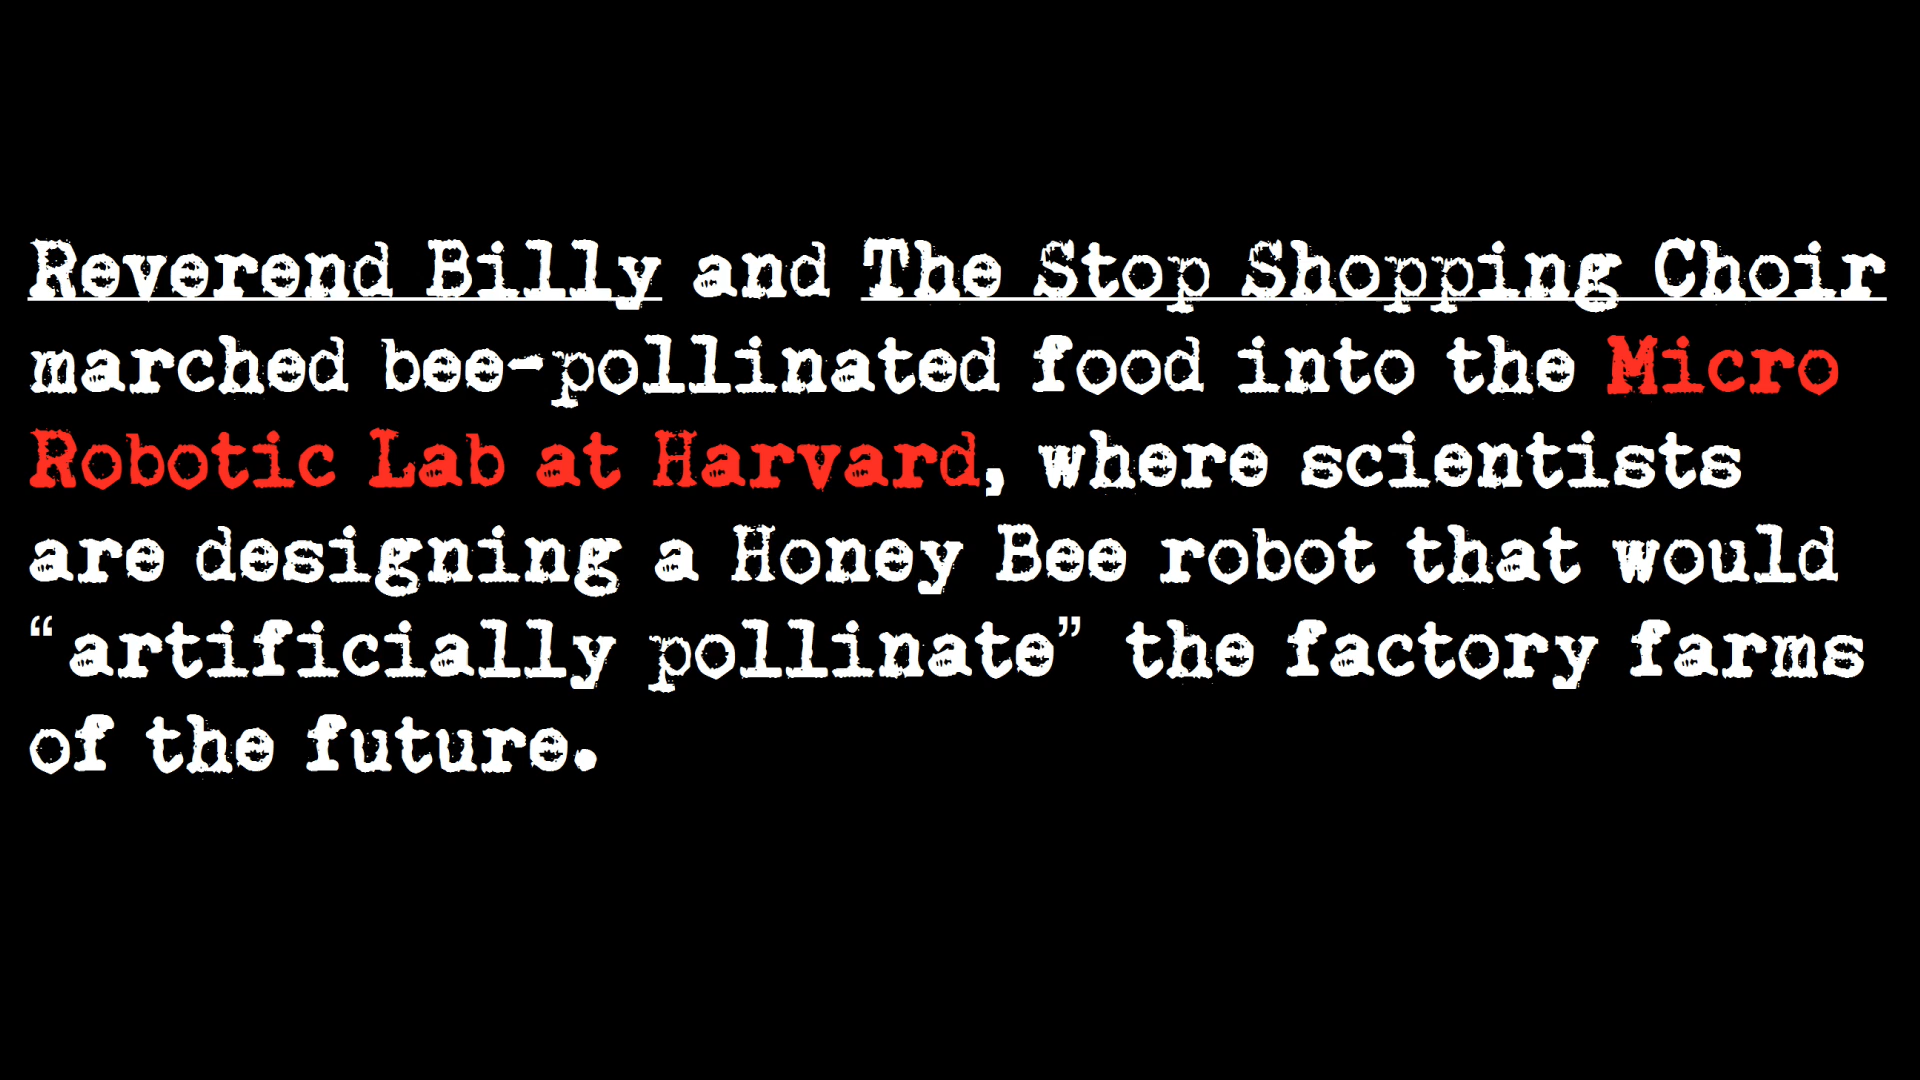 Reverend Billy and The Stop Shopping Choir
marched bee-pollinated food into the Micro
Robotic Lab at Harvard, where scientists
are designing a Honey Bee robot that would
“artificially pollinate” the factory farms
of the future.